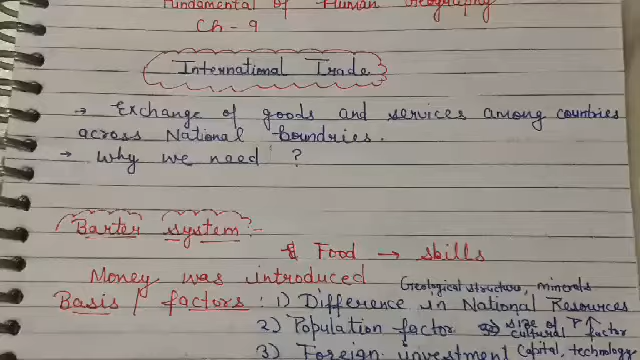 Fundamental of Human Geography
Ch - 9
International Trade
→ Exchange of goods and services among countries
across National boundries.
→ Why we need ?
Barter system :-
Food → skills
Money was introduced
Geological structure, minerals
Basis / factors : 1) Difference in National Resources
2) Population factor size of P ↑
cultural factor
3) Foreign investment Capital technology